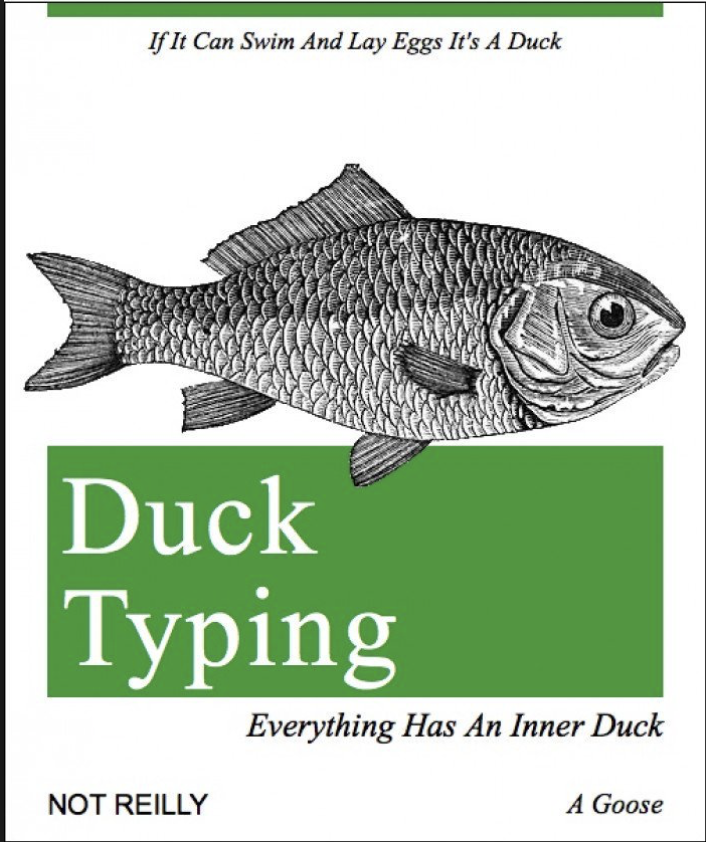 If It Can Swim And Lay Eggs It's A Duck
Duck
Typing
Everything Has An Inner Duck
NOT REILLY
A Goose